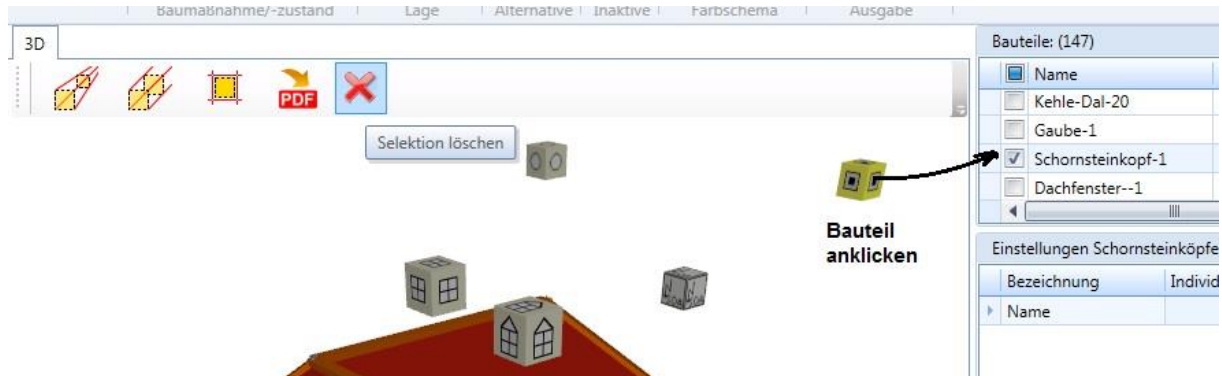 Baumaßnahme/-zustand Lage Alternative Inaktive Farbschema Ausgabe
3D
PDF
Selektion löschen
Bauteil
anklicken
Bauteile: (147)
Name
Kehle-Dal-20
Gaube-1
Schornsteinkopf-1
Dachfenster--1
Einstellungen Schornsteinköpfe
Bezeichnung Individ
Name